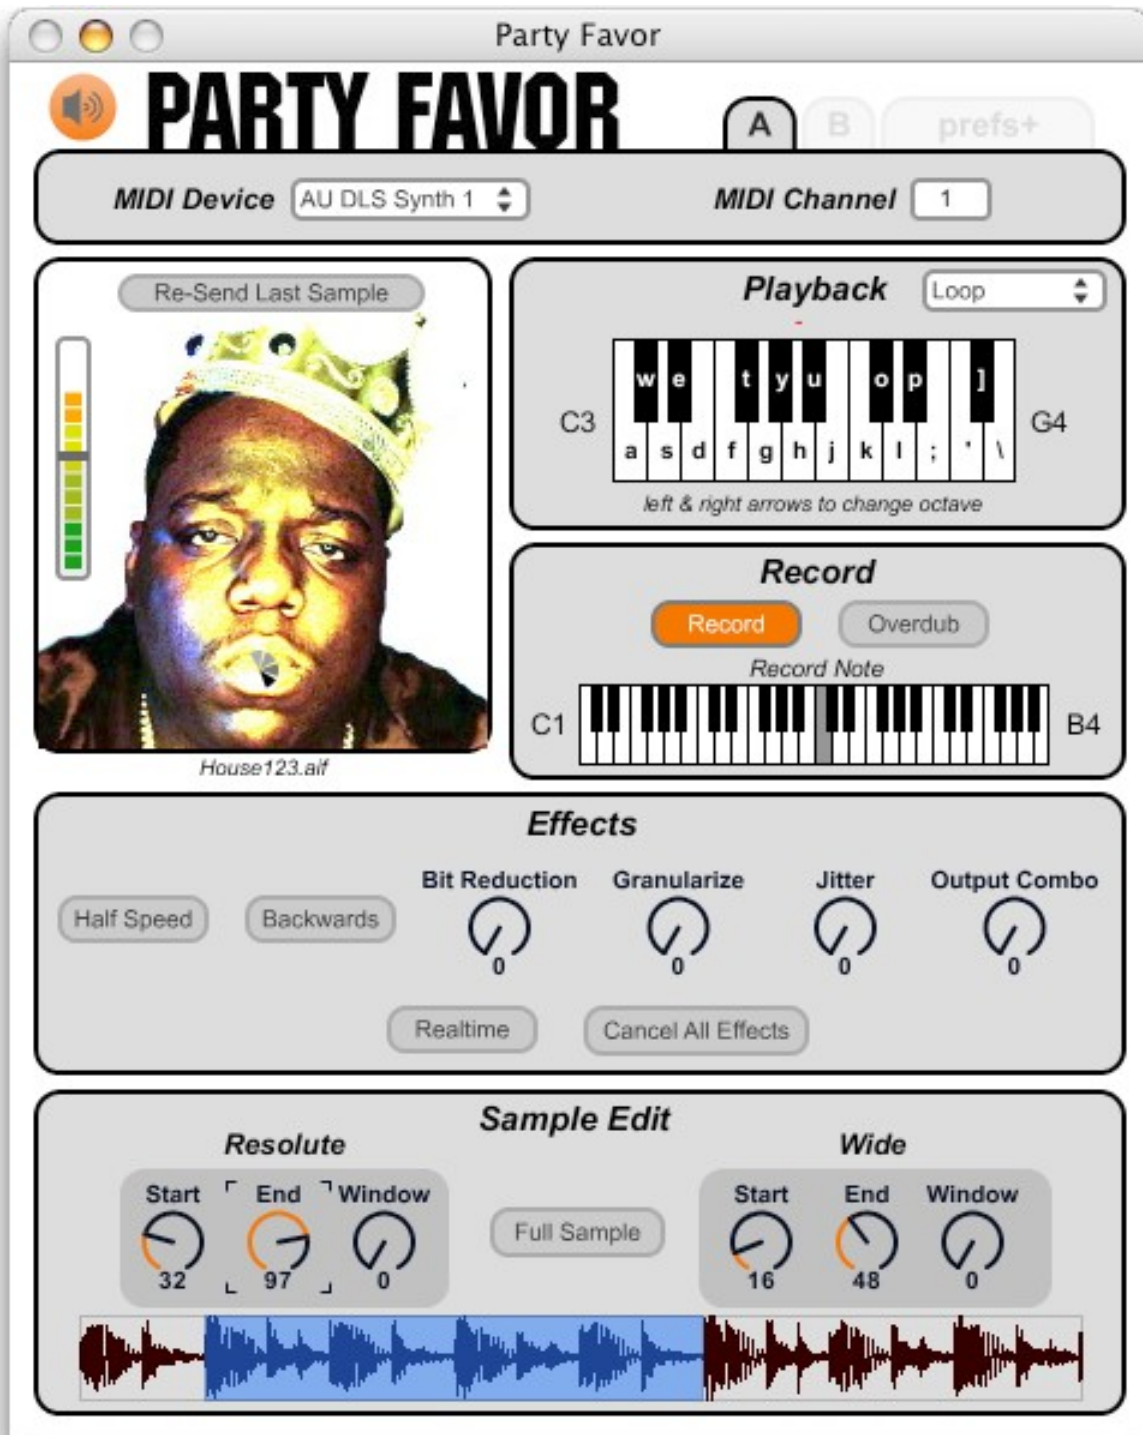 Party Favor
PARTY FAVOR
A B prefs+
MIDI Device AU DLS Synth 1 MIDI Channel 1
Re-Send Last Sample
House123.aif
Playback Loop
w e t y u o p ]
C3 G4
a s d f g h j k l ; ' \
left & right arrows to change octave
Record
Record Overdub
Record Note
C1 B4
Effects
Bit Reduction Granularize Jitter Output Combo
Half Speed Backwards
0 0 0 0
Realtime Cancel All Effects
Sample Edit
Resolute Wide
Start End Window Start End Window
Full Sample
32 97 0 16 48 0